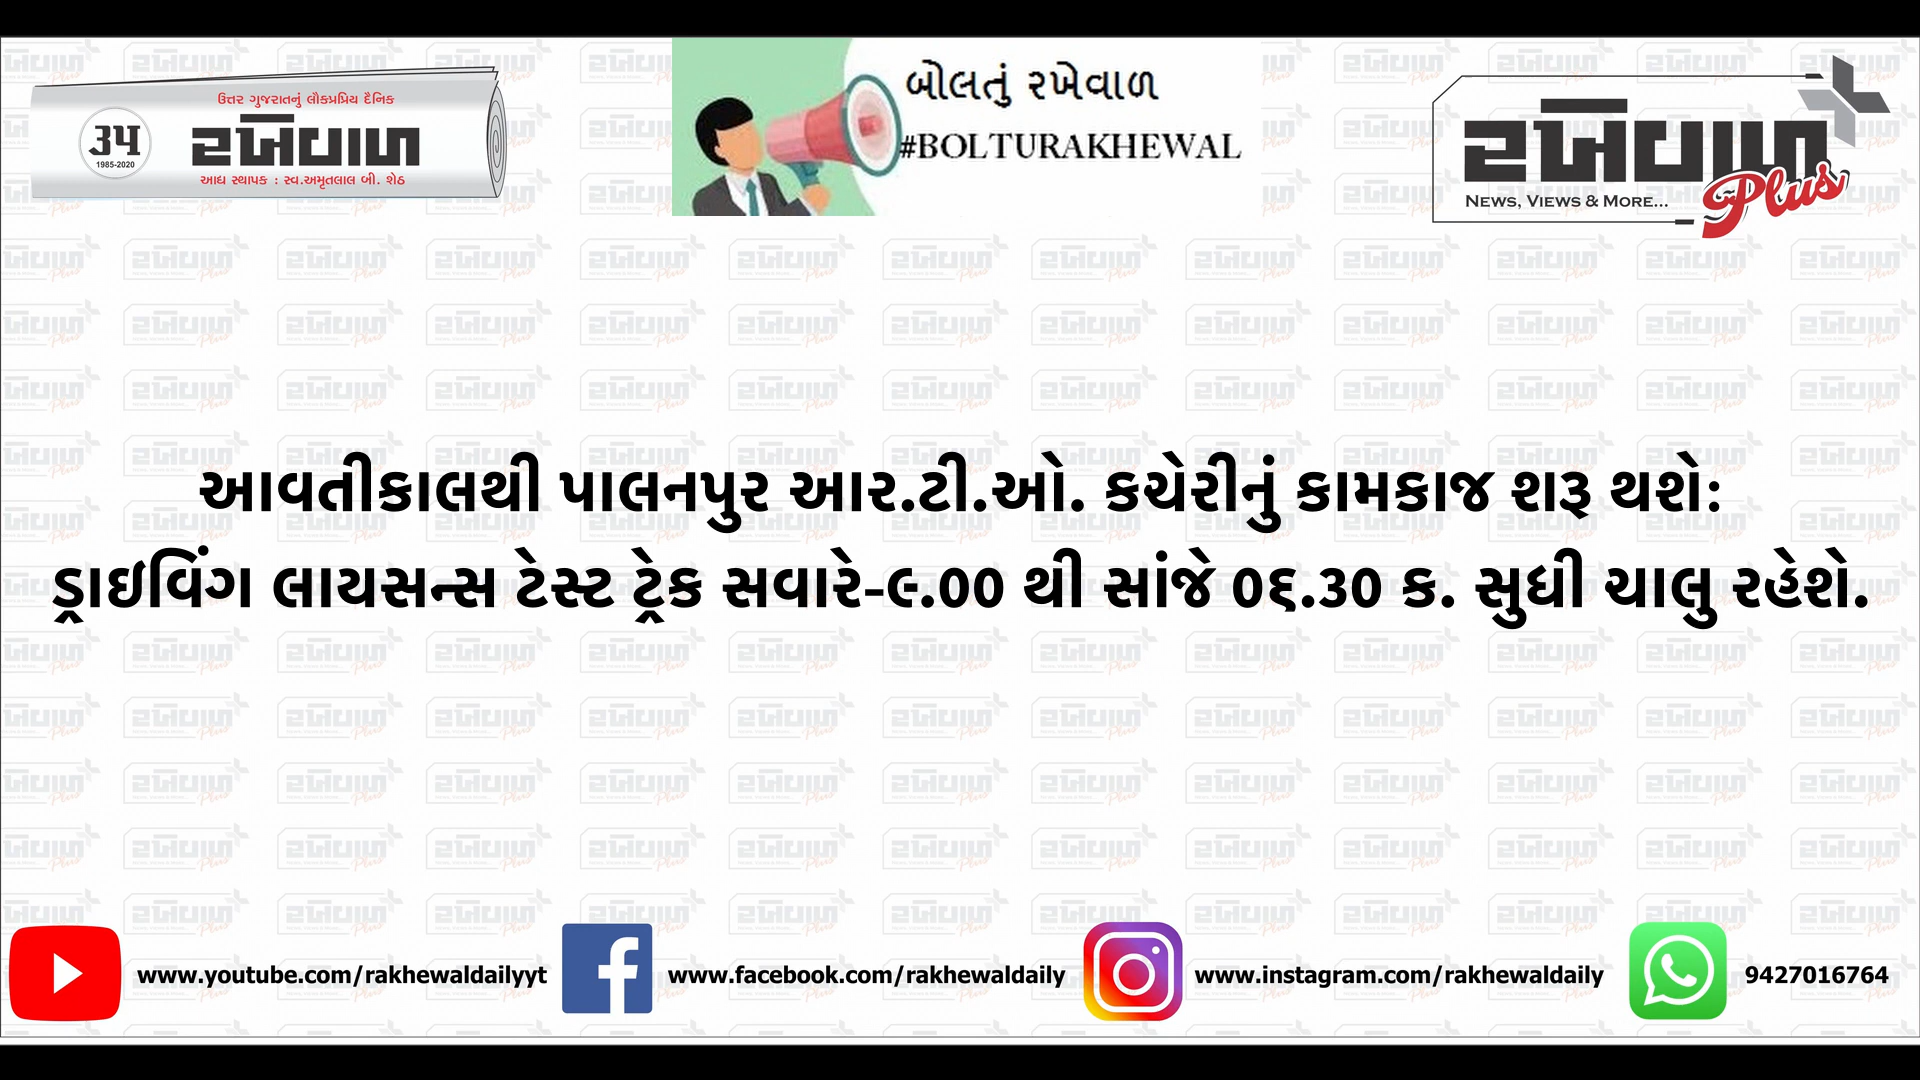 ઉત્તર ગુજરાતનું લોકપ્રપ્રિય દૈનિક
૩૫
1985-2020
રખેવાળ
આદ્ય સ્થાપક : સ્વ.અમૃતલાલ બી. શેઠ
બોલતું રખેવાળ
#BOLTURAKHEWAL
રખેવાળ
Plus
News, Views & More...
આવતીકાલથી પાલનપુર આર.ટી.ઓ. કચેરીનું કામકાજ શરૂ થશે:
ડ્રાઇવિંગ લાયસન્સ ટેસ્ટ ટ્રેક સવારે-૯.00 થી સાંજે 0૬.30 ક. સુધી ચાલુ રહેશે.
www.youtube.com/rakhewaldailyyt
www.facebook.com/rakhewaldaily
www.instagram.com/rakhewaldaily
9427016764